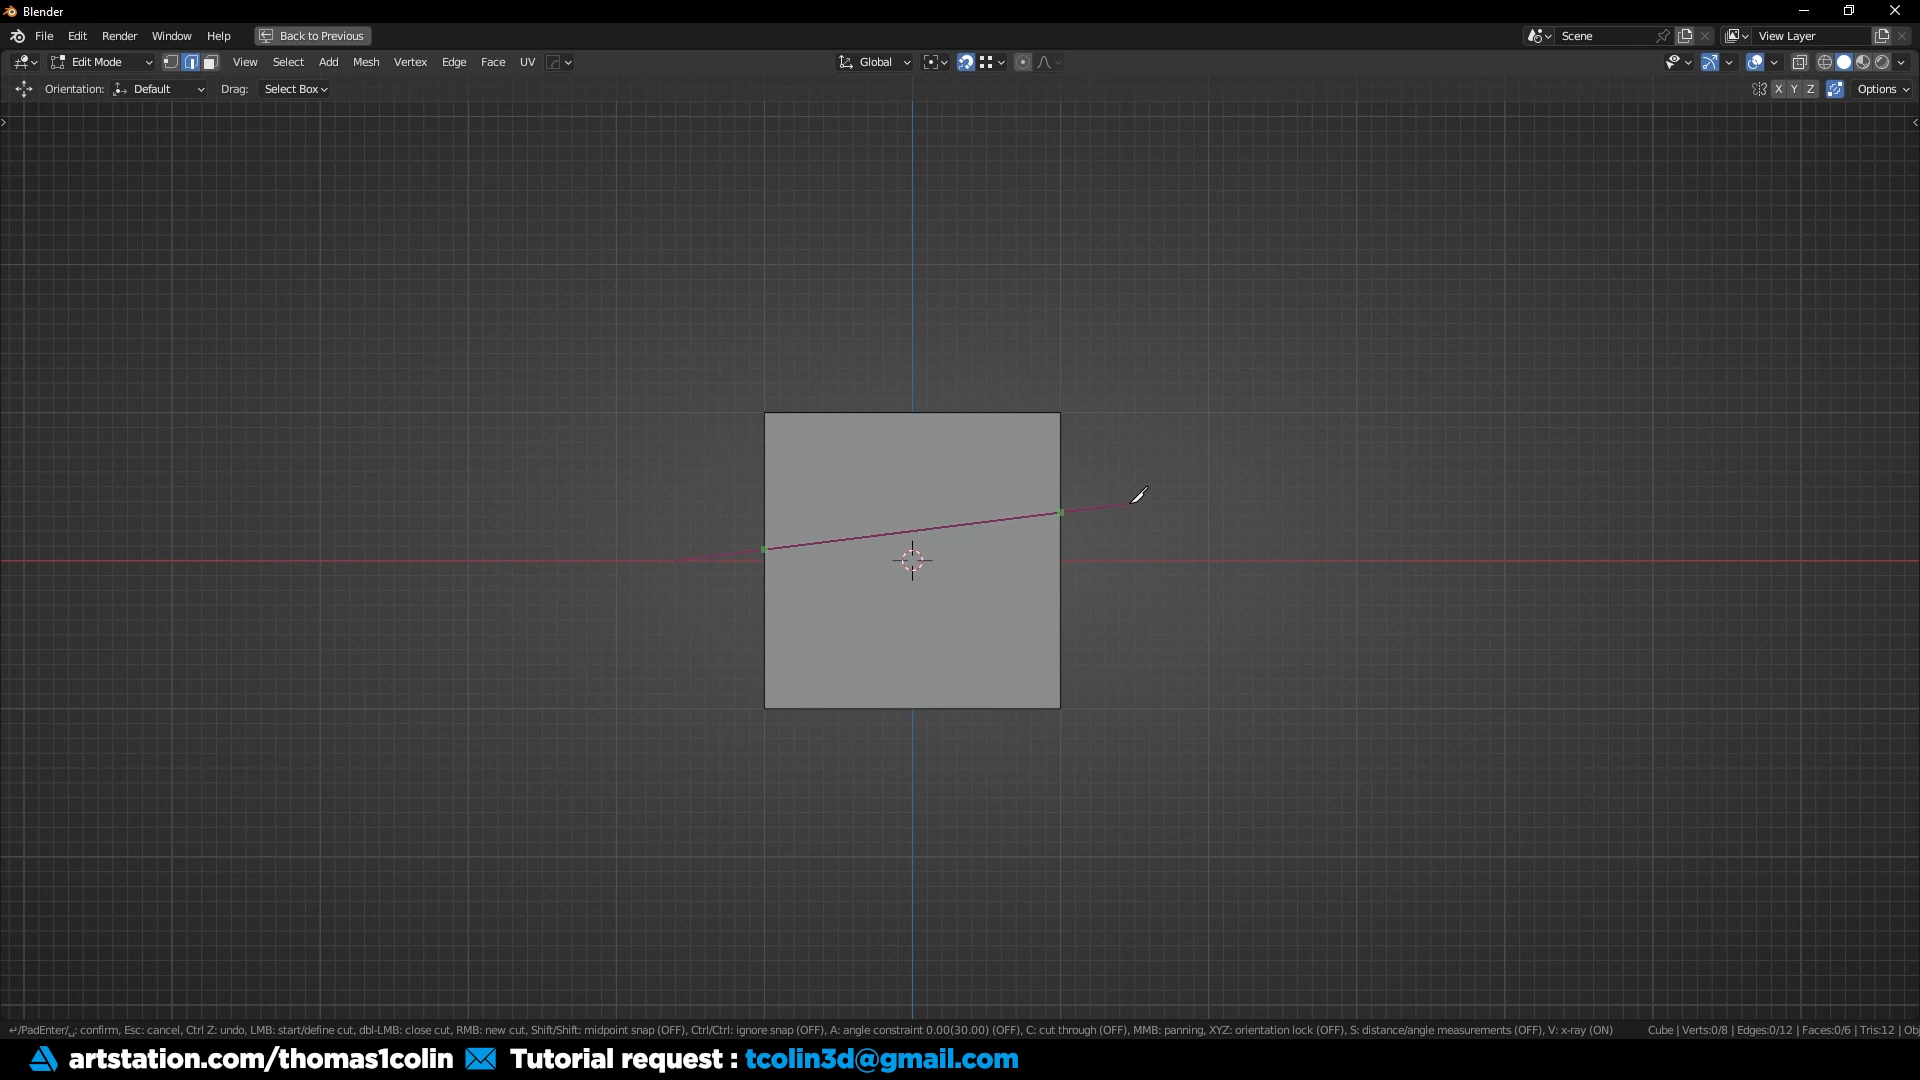 Blender
File Edit Render Window Help Back to Previous Scene View Layer
Edit Mode View Select Add Mesh Vertex Edge Face UV Global
Orientation: Default Drag: Select Box X Y Z Options
↵/PadEnter/␣: confirm, Esc: cancel, Ctrl Z: undo, LMB: start/define cut, dbl-LMB: close cut, RMB: new cut, Shift/Shift: midpoint snap (OFF), Ctrl/Ctrl: ignore snap (OFF), A: angle constraint 0.00(30.00) (OFF), C: cut through (OFF), MMB: panning, XYZ: orientation lock (OFF), S: distance/angle measurements (OFF), V: x-ray (ON) Cube | Verts:0/8 | Edges:0/12 | Faces:0/6 | Tris:12 | Ob
artstation.com/thomas1colin Tutorial request : tcolin3d@gmail.com